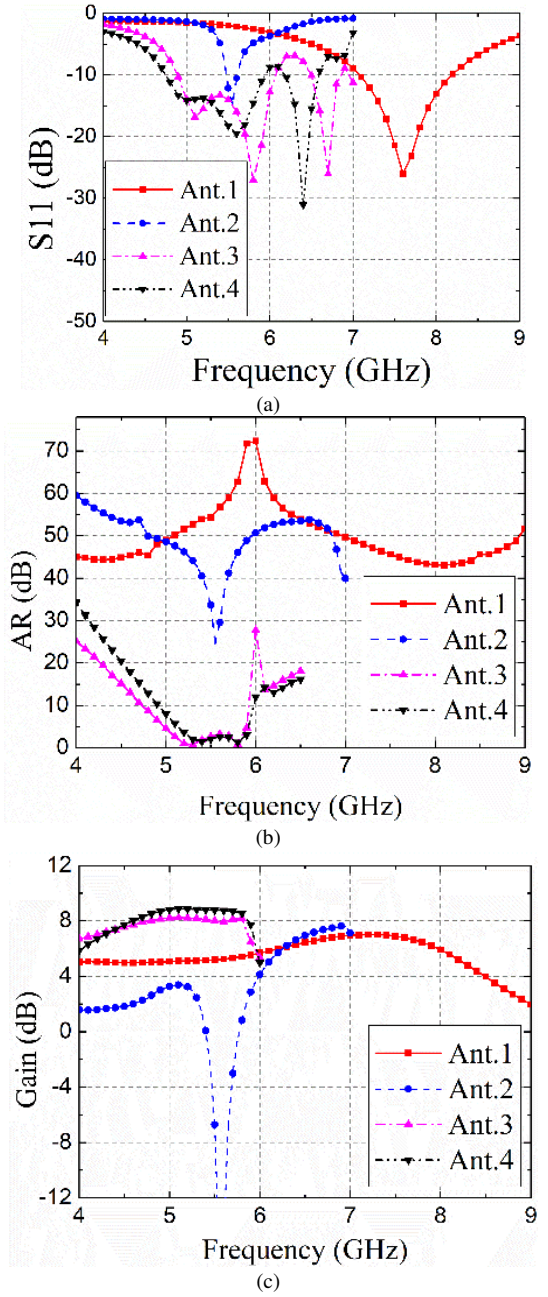 0
-10
-20
-30
-40
-50
S11 (dB)
Ant.1
Ant.2
Ant.3
Ant.4
4 5 6 7 8 9
Frequency (GHz)
(a)
70
60
50
40
30
20
10
0
AR (dB)
Ant.1
Ant.2
Ant.3
Ant.4
4 5 6 7 8 9
Frequency (GHz)
(b)
12
8
4
0
-4
-8
-12
Gain (dB)
Ant.1
Ant.2
Ant.3
Ant.4
4 5 6 7 8 9
Frequency (GHz)
(c)